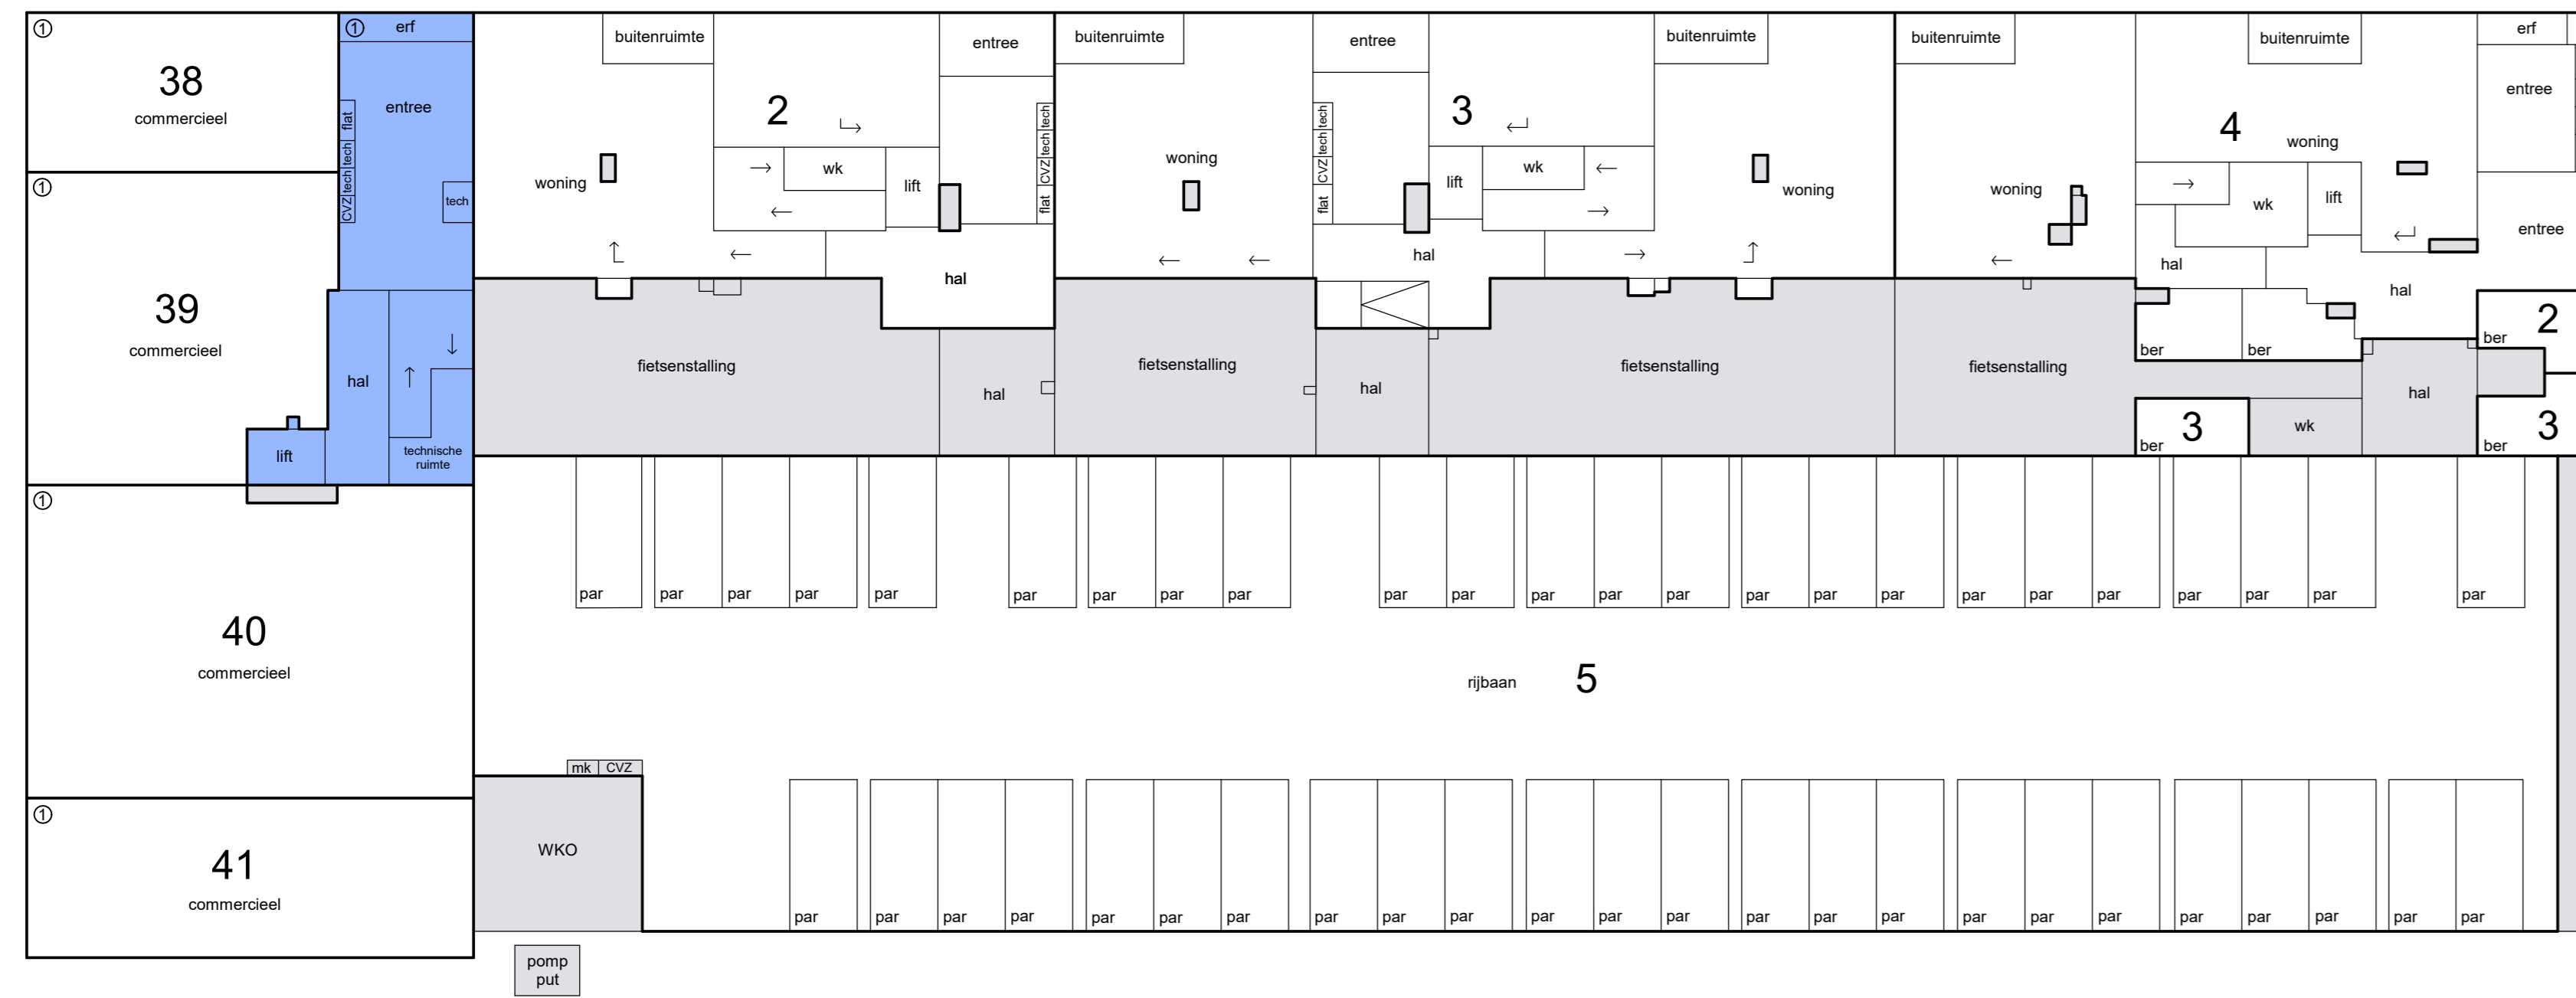 ① ① erf
38
commercieel
entree
flat
tech
tech
CVZ
tech
①
39
commercieel
hal
lift
technische
ruimte
①
40
commercieel
①
41
commercieel
buitenruimte
2
entree
woning
wk
lift
tech
tech
CVZ
flat
hal
buitenruimte
woning
entree
tech
tech
CVZ
flat
3
buitenruimte
lift
wk
woning
hal
buitenruimte
woning
buitenruimte
4
woning
wk
lift
hal
hal
ber
ber
erf
entree
entree
2
ber
3
ber
3
ber
wk
hal
fietsenstalling
hal
fietsenstalling
hal
fietsenstalling
fietsenstalling
par par par par par par par par par par par par par par par par par par par par par par par
rijbaan 5
mk CVZ
WKO
par par par par par par par par par par par par par par par par par par par par par par par par
pomp
put